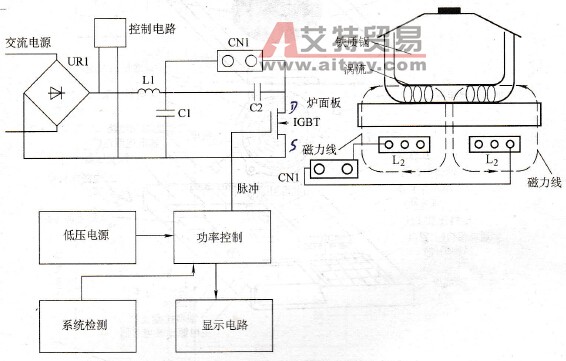 交流电源
控制电路
CN1
UR1
L1
C1
C2
炉面板
IGBT
D
S
脉冲
低压电源
功率控制
系统检测
显示电路
艾特贸易
www.aitmy.com
铁质锅
涡流
磁力线
L2
L2
CN1
磁力线